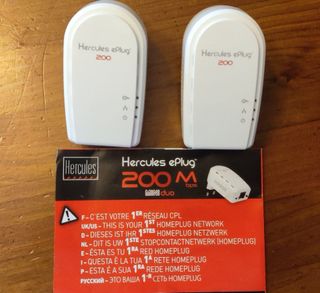 Hercules ePlug
200
Hercules ePlug
200
Hercules
Hercules ePlug
200 M
bps
duo
F - C'EST VOTRE 1ER RÉSEAU CPL
UK/US - THIS IS YOUR 1ST HOMEPLUG NETWORK
D - DIESES IST IHR 1STES HOMEPLUG NETZWERK
NL - DIT IS UW 1STE STOPCONTACTNETWERK (HOMEPLUG)
E - ÉSTA ES TU 1RA RED HOMEPLUG
I - QUESTA È LA TUA 1A RETE HOMEPLUG
P - ESTA É A SUA 1RA REDE HOMEPLUG
РУССКИЙ - ЭТО ВАША 1-Я СЕТЬ HOMEPLUG